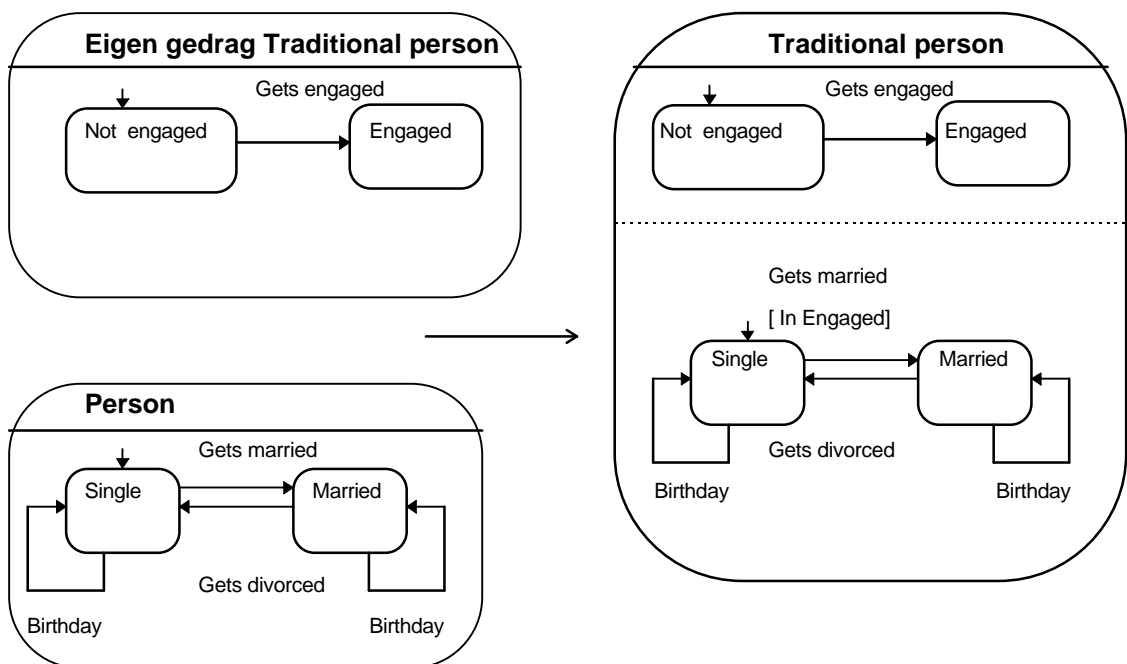 Eigen gedrag Traditional person
Gets engaged
Not engaged
Engaged
Person
Gets married
Single
Married
Gets divorced
Birthday
Birthday
Traditional person
Gets engaged
Not engaged
Engaged
Gets married
[ In Engaged]
Single
Married
Gets divorced
Birthday
Birthday